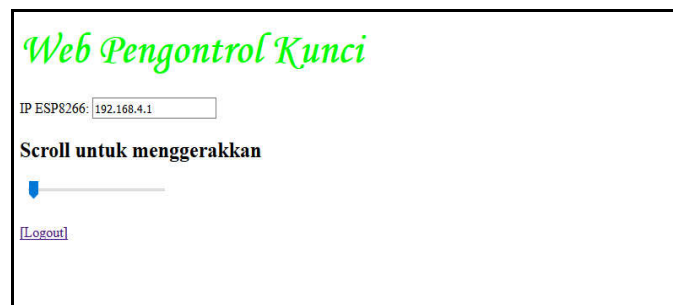 Web Pengontrol Kunci
IP ESP8266: 192.168.4.1
Scroll untuk menggerakkan
[Logout]